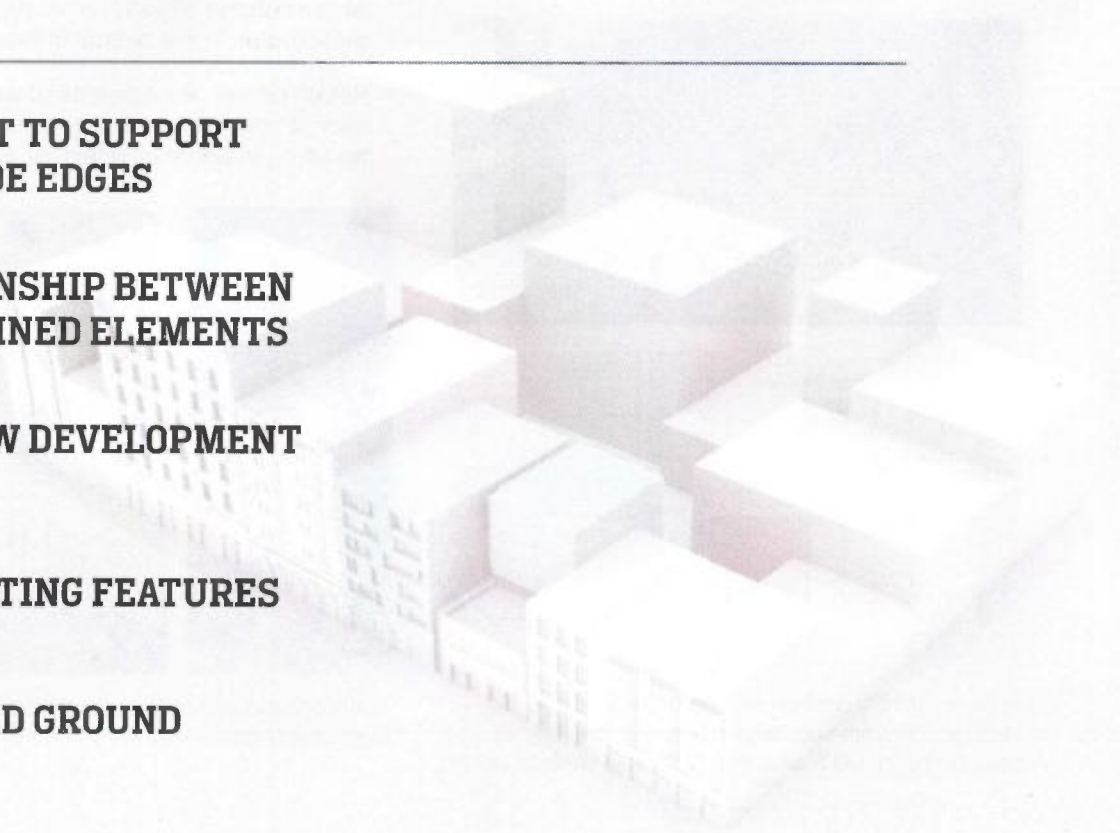 T TO SUPPORT
DE EDGES
NSHIP BETWEEN
INED ELEMENTS
W DEVELOPMENT
TING FEATURES
D GROUND